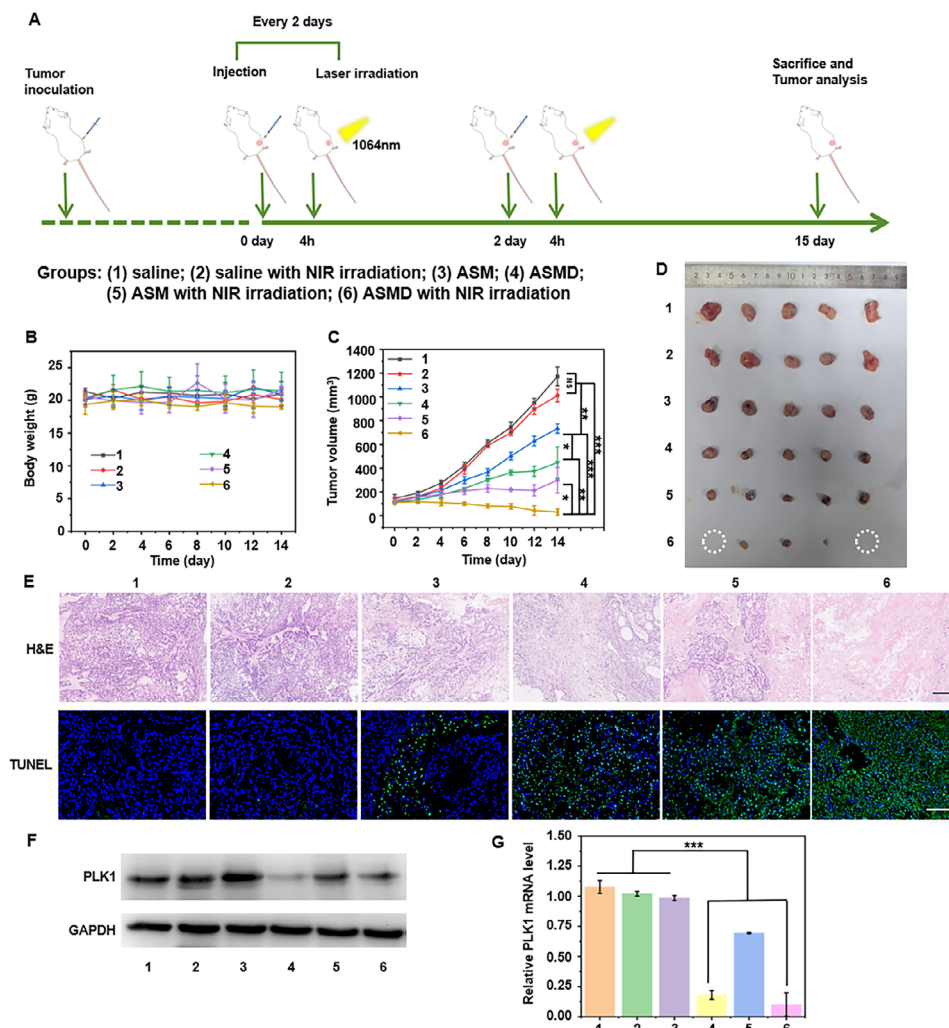 A
Every 2 days
Tumor
inoculation
Injection
Laser irradiation
Sacrifice and
Tumor analysis
1064nm
0 day
4h
2 day
4h
15 day
Groups: (1) saline; (2) saline with NIR irradiation; (3) ASM; (4) ASMD;
(5) ASM with NIR irradiation; (6) ASMD with NIR irradiation
B
Body weight (g)
25
20
15
10
5
0
1
2
3
4
5
6
0 2 4 6 8 10 12 14
Time (day)
C
Tumor volume (mm³)
1400
1200
1000
800
600
400
200
0
1
2
3
4
5
6
NS
**
***
*
***
**
*
0 2 4 6 8 10 12 14
Time (day)
D
1
2
3
4
5
6
E
1 2 3 4 5 6
H&E
TUNEL
F
PLK1
GAPDH
1 2 3 4 5 6
G
Relative PLK1 mRNA level
1.50
1.25
1.00
0.75
0.50
0.25
0.00
***
1 2 3 4 5 6